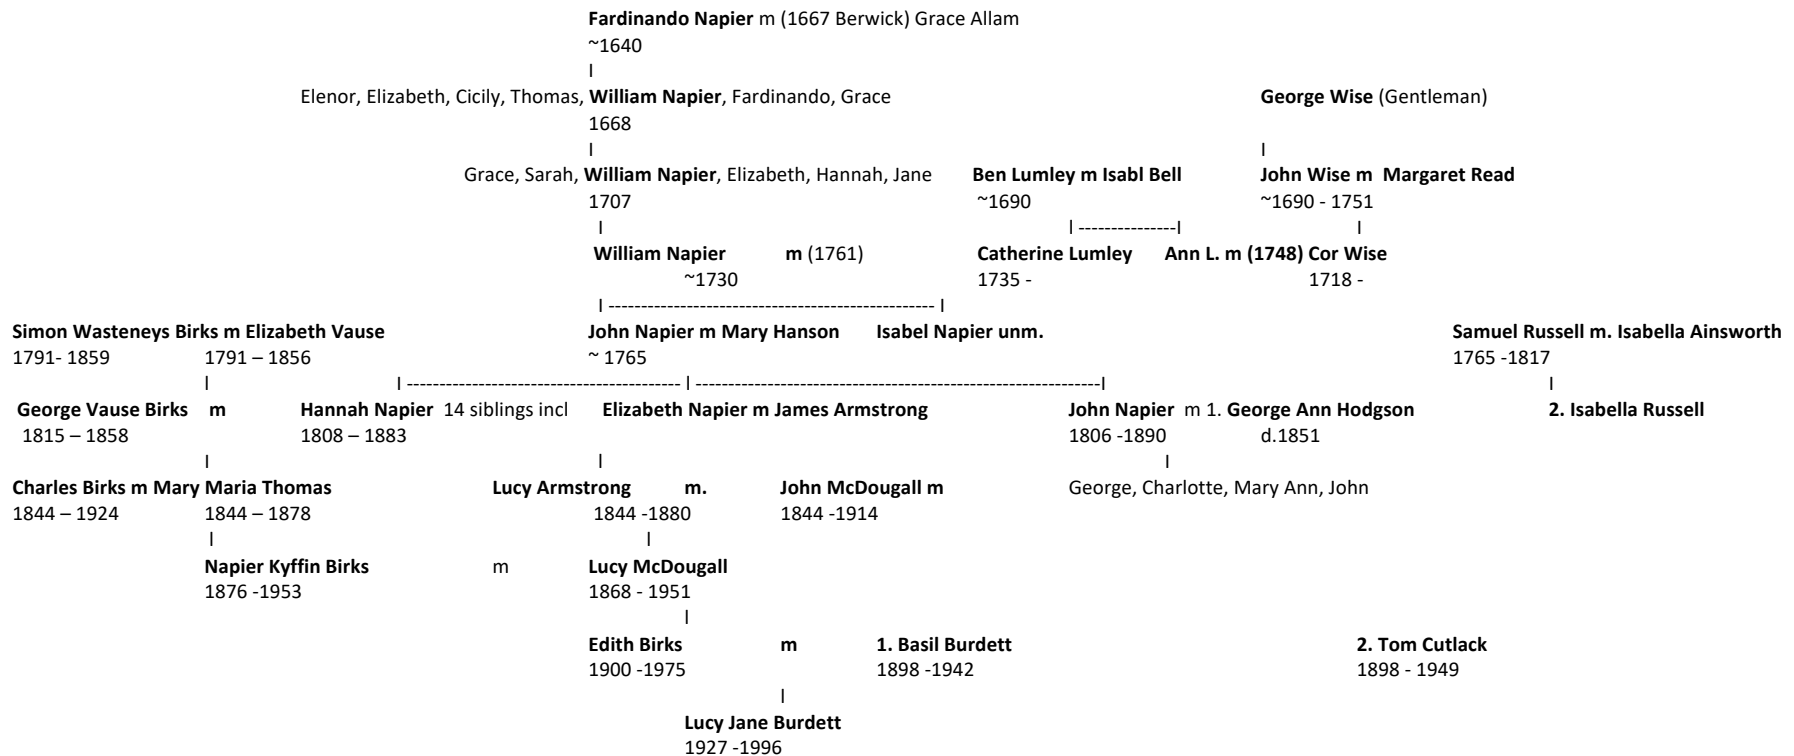 Fardinando Napier m (1667 Berwick) Grace Allam
~1640
I
Elenor, Elizabeth, Cicily, Thomas, William Napier, Fardinando, Grace George Wise (Gentleman)
1668
I I
Grace, Sarah, William Napier, Elizabeth, Hannah, Jane Ben Lumley m Isabl Bell John Wise m Margaret Read
1707 ~1690 ~1690 - 1751
I I ---------------I I
William Napier m (1761) Catherine Lumley Ann L. m (1748) Cor Wise
~1730 1735 - 1718 -
I -------------------------------------------------- I
Simon Wasteneys Birks m Elizabeth Vause John Napier m Mary Hanson Isabel Napier unm. Samuel Russell m. Isabella Ainsworth
1791- 1859 1791 – 1856 ~ 1765 1765 -1817
I I ------------------------------------------ I --------------------------------------------------------------I I
George Vause Birks m Hannah Napier 14 siblings incl Elizabeth Napier m James Armstrong John Napier m 1. George Ann Hodgson 2. Isabella Russell
1815 – 1858 1808 – 1883 1806 -1890 d.1851
I I I
Charles Birks m Mary Maria Thomas Lucy Armstrong m. John McDougall m George, Charlotte, Mary Ann, John
1844 – 1924 1844 – 1878 1844 -1880 1844 -1914
I I
Napier Kyffin Birks m Lucy McDougall
1876 -1953 1868 - 1951
I
Edith Birks m 1. Basil Burdett 2. Tom Cutlack
1900 -1975 1898 -1942 1898 - 1949
I
Lucy Jane Burdett
1927 -1996